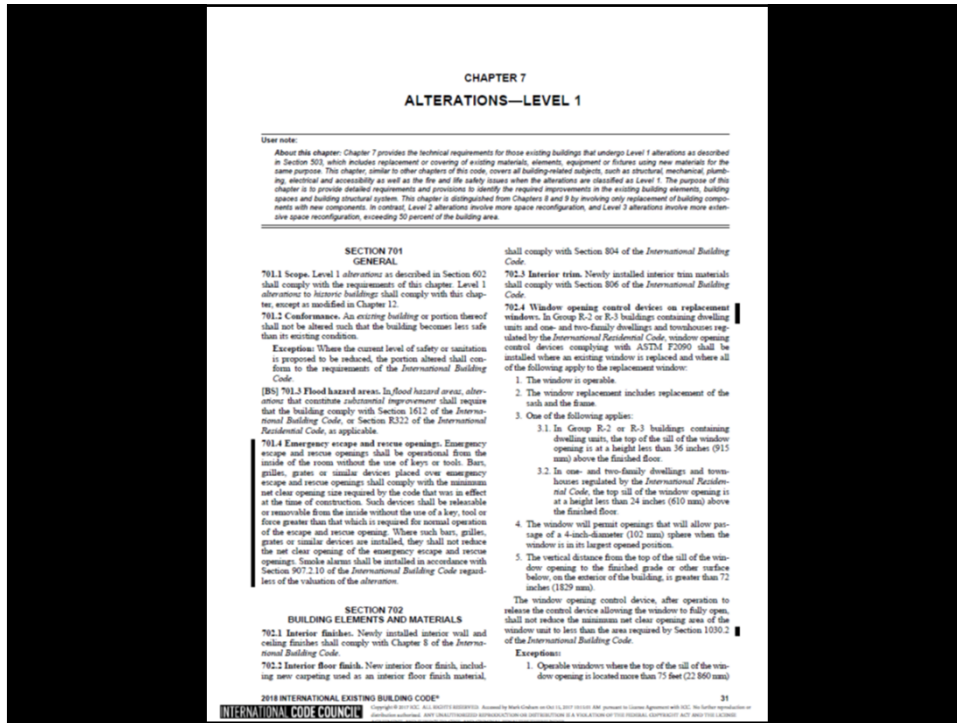 CHAPTER 7
ALTERATIONS—LEVEL 1
User note:
About this chapter: Chapter 7 provides the technical requirements for those existing buildings that undergo Level 1 alterations as described
in Section 503, which includes replacement or covering of existing materials, elements, equipment or fixtures using new materials for the
same purpose. This chapter, similar to other chapters of this code, covers all building-related subjects, such as structural, mechanical, plumb-
ing, electrical and accessibility as well as the fire and life safety issues when the alterations are classified as Level 1. The purpose of this
chapter is to provide detailed requirements and provisions to identify the required improvements in the existing building elements, building
spaces and building structural system. This chapter is distinguished from Chapters 8 and 9 by involving only replacement of building compo-
nents with new components. In contrast, Level 2 alterations involve more space reconfiguration, and Level 3 alterations involve more exten-
sive space reconfiguration, exceeding 50 percent of the building area.
SECTION 701
GENERAL
701.1 Scope. Level 1 alterations as described in Section 602
shall comply with the requirements of this chapter. Level 1
alterations to historic buildings shall comply with this chap-
ter, except as modified in Chapter 12.
701.2 Conformance. An existing building or portion thereof
shall not be altered such that the building becomes less safe
than its existing condition.
Exception: Where the current level of safety or sanitation
is proposed to be reduced, the portion altered shall con-
form to the requirements of the International Building
Code.
[BS] 701.3 Flood hazard areas. In flood hazard areas, alter-
ations that constitute substantial improvement shall require
that the building comply with Section 1612 of the Interna-
tional Building Code, or Section R322 of the International
Residential Code, as applicable.
701.4 Emergency escape and rescue openings. Emergency
escape and rescue openings shall be operational from the
inside of the room without the use of keys or tools. Bars,
grilles, grates or similar devices placed over emergency
escape and rescue openings shall comply with the minimum
net clear opening size required by the code that was in effect
at the time of construction. Such devices shall be releasable
or removable from the inside without the use of a key, tool or
force greater than that which is required for normal operation
of the escape and rescue opening. Where such bars, grilles,
grates or similar devices are installed, they shall not reduce
the net clear opening of the emergency escape and rescue
openings. Smoke alarms shall be installed in accordance with
Section 907.2.10 of the International Building Code regard-
less of the valuation of the alteration.
SECTION 702
BUILDING ELEMENTS AND MATERIALS
702.1 Interior finishes. Newly installed interior wall and
ceiling finishes shall comply with Chapter 8 of the Interna-
tional Building Code.
702.2 Interior floor finish. New interior floor finish, includ-
ing new carpeting used as an interior floor finish material,
shall comply with Section 804 of the International Building
Code.
702.3 Interior trim. Newly installed interior trim materials
shall comply with Section 806 of the International Building
Code.
702.4 Window opening control devices on replacement
windows. In Group R-2 or R-3 buildings containing dwelling
units and one- and two-family dwellings and townhouses reg-
ulated by the International Residential Code, window opening
control devices complying with ASTM F2090 shall be
installed where an existing window is replaced and where all
of the following apply to the replacement window:
1. The window is operable.
2. The window replacement includes replacement of the
sash and the frame.
3. One of the following applies:
3.1. In Group R-2 or R-3 buildings containing
dwelling units, the top of the sill of the window
opening is at a height less than 36 inches (915
mm) above the finished floor.
3.2. In one- and two-family dwellings and town-
houses regulated by the International Residen-
tial Code, the top sill of the window opening is
at a height less than 24 inches (610 mm) above
the finished floor.
4. The window will permit openings that will allow pas-
sage of a 4-inch-diameter (102 mm) sphere when the
window is in its largest opened position.
5. The vertical distance from the top of the sill of the win-
dow opening to the finished grade or other surface
below, on the exterior of the building, is greater than 72
inches (1829 mm).
The window opening control device, after operation to
release the control device allowing the window to fully open,
shall not reduce the minimum net clear opening area of the
window unit to less than the area required by Section 1030.2
of the International Building Code.
Exceptions:
1. Operable windows where the top of the sill of the win-
dow opening is located more than 75 feet (22 860 mm)
2018 INTERNATIONAL EXISTING BUILDING CODE®
31
INTERNATIONAL CODE COUNCIL®
Copyright © 2017 ICC. ALL RIGHTS RESERVED. Accessed by Mark Graham on Oct 11, 2017 pursuant to License Agreement with ICC. No further reproduction or
distribution authorized. ANY UNAUTHORIZED REPRODUCTION OR DISTRIBUTION IS A VIOLATION OF THE FEDERAL COPYRIGHT ACT AND THE LICENSE